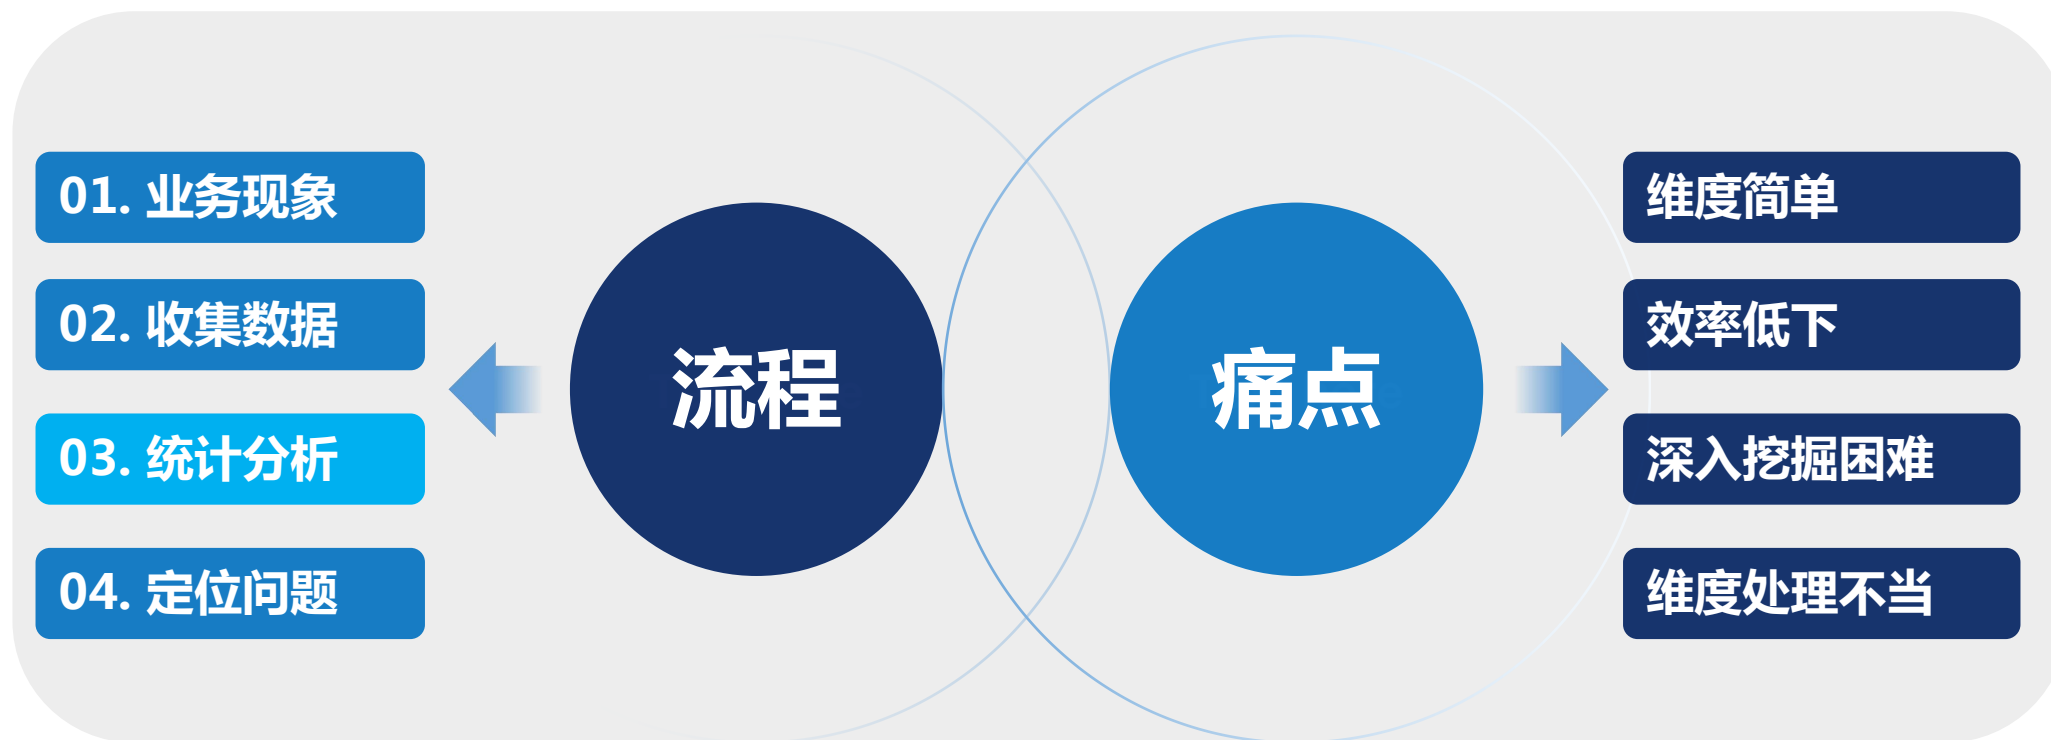 01. 业务现象
02. 收集数据
03. 统计分析
04. 定位问题
流程
痛点
维度简单
效率低下
深入挖掘困难
维度处理不当